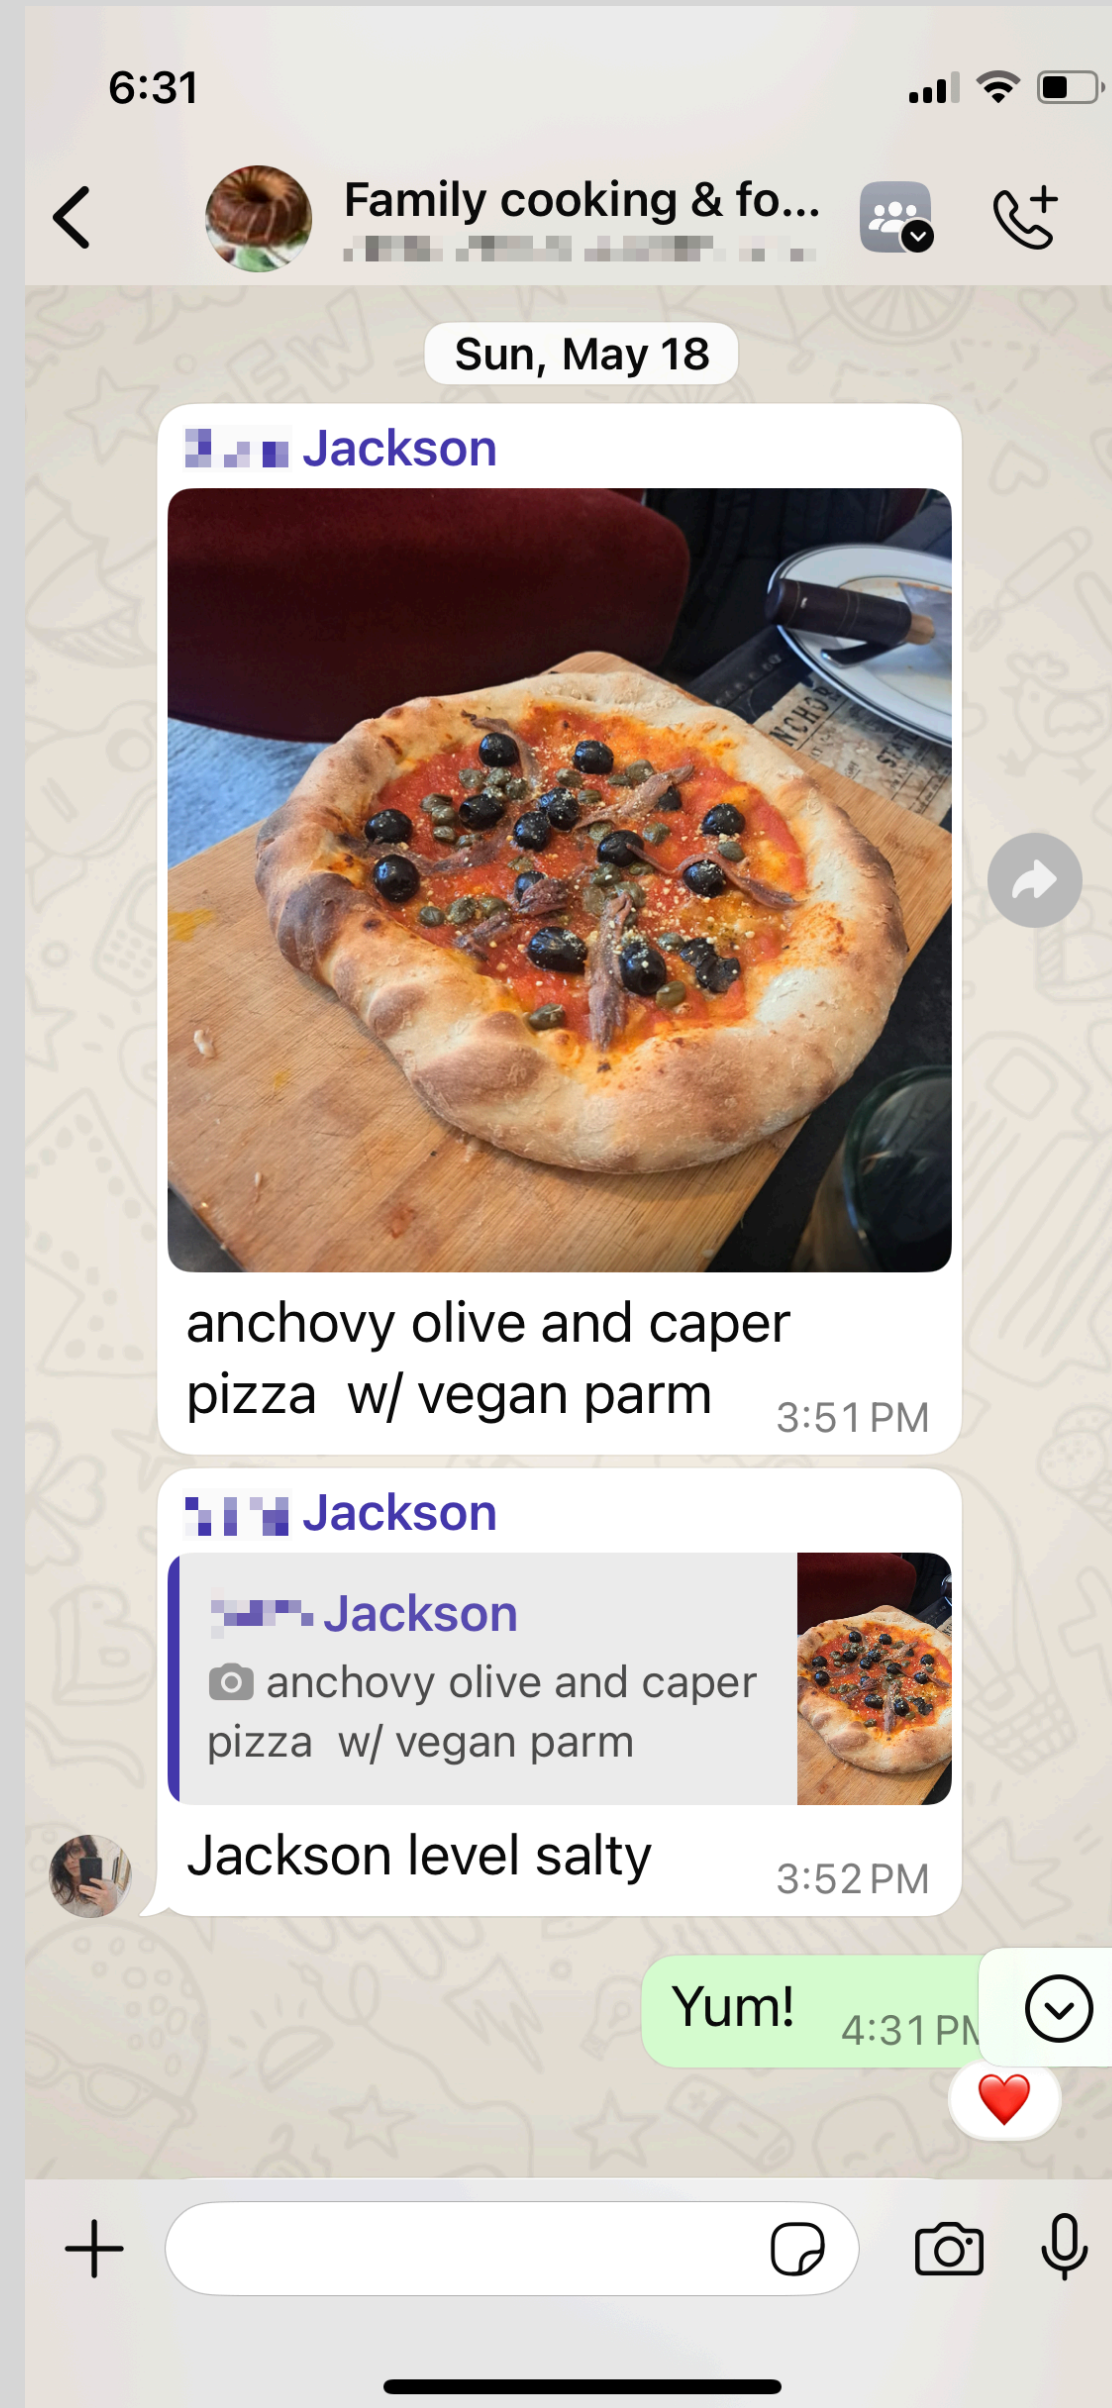 6:31
Family cooking & fo...
Sun, May 18
Jackson
anchovy olive and caper
pizza w/ vegan parm
3:51 PM
Jackson
Jackson
anchovy olive and caper
pizza w/ vegan parm
Jackson level salty
3:52 PM
Yum!
4:31 PM